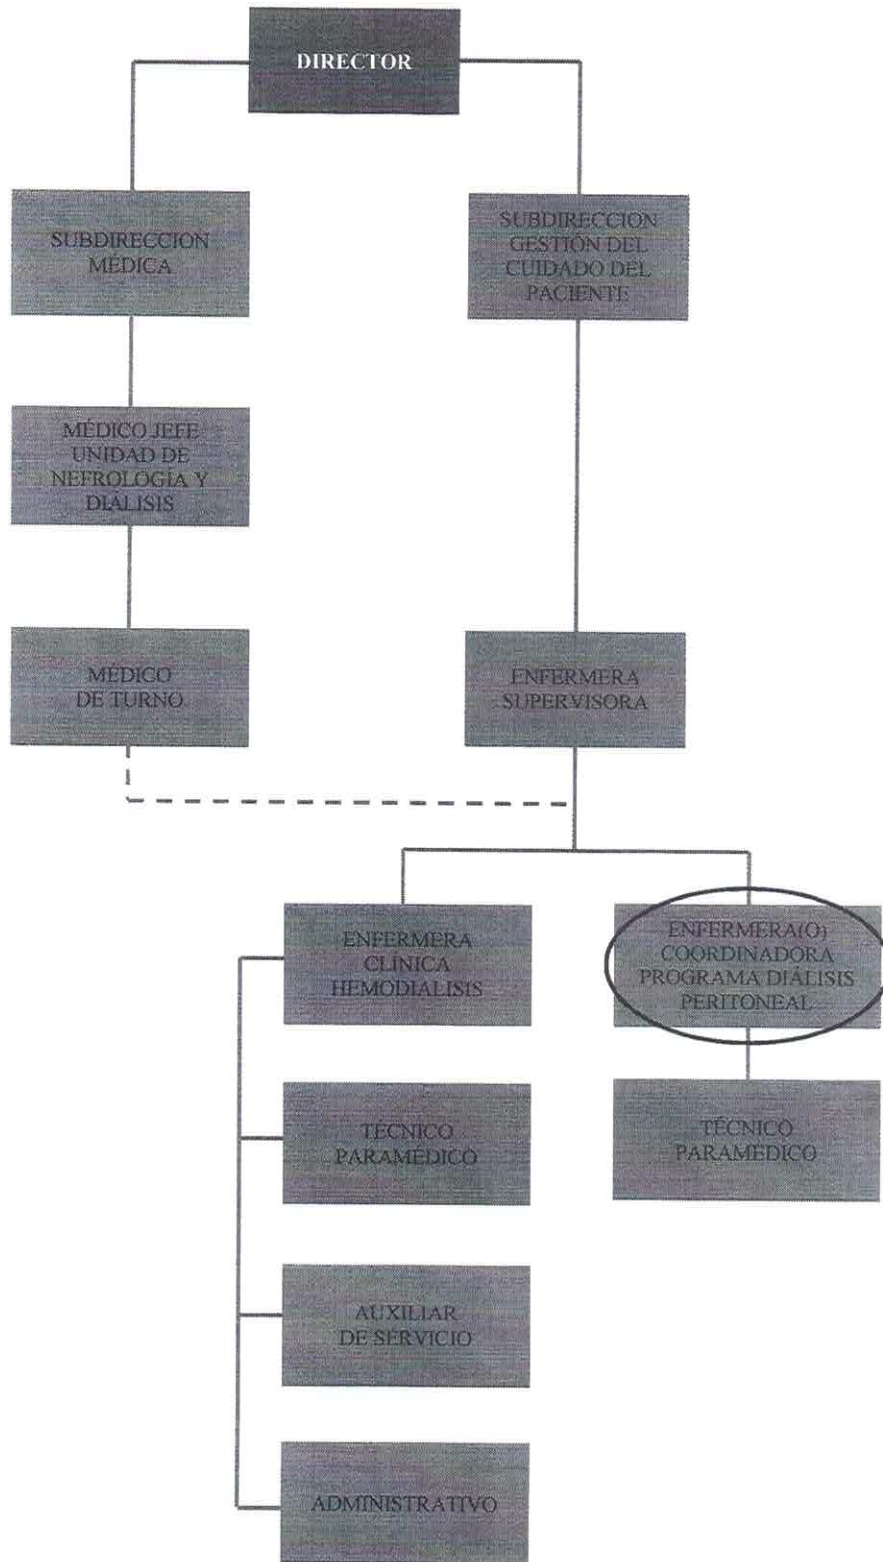 DIRECTOR
SUBDIRECCION
MÉDICA
SUBDIRECCION
GESTIÓN DEL
CUIDADO DEL
PACIENTE
MÉDICO JEFE
UNIDAD DE
NEFROLOGÍA Y
DIÁLISIS
MÉDICO
DE TURNO
ENFERMERA
SUPERVISORA
ENFERMERA
CLÍNICA
HEMODIALISIS
ENFERMERA(O)
COORDINADORA
PROGRAMA DIÁLISIS
PERITONEAL
TÉCNICO
PARAMÉDICO
TÉCNICO
PARAMÉDICO
AUXILIAR
DE SERVICIO
ADMINISTRATIVO